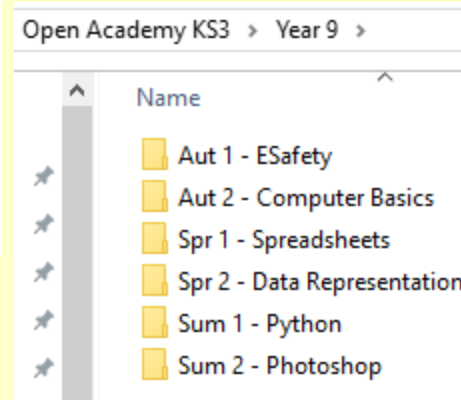 Open Academy KS3 > Year 9 >
Name
Aut 1 - ESafety
Aut 2 - Computer Basics
Spr 1 - Spreadsheets
Spr 2 - Data Representation
Sum 1 - Python
Sum 2 - Photoshop